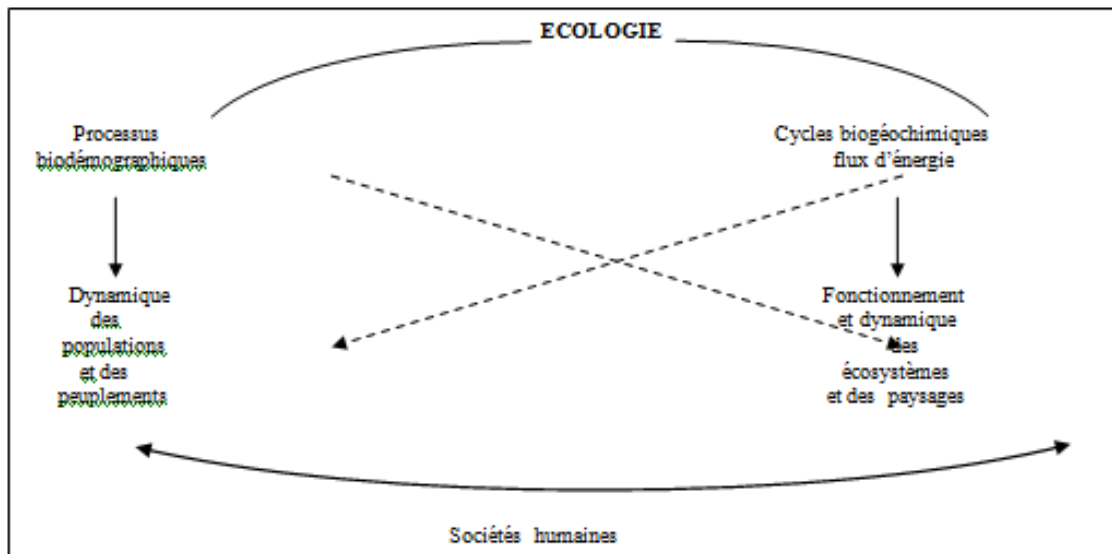 ECOLOGIE
Processus
biodémographiques
Cycles biogéochimiques
flux d'énergie
Dynamique
des
populations
et des
peuplements
Fonctionnement
et dynamique
des
écosystèmes
et des paysages
Sociétés humaines